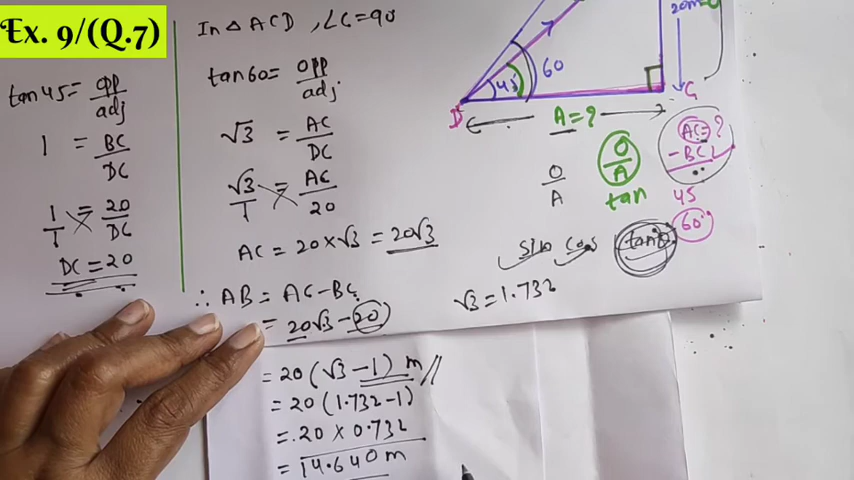 Ex. 9/(Q.7)
tan45 = opp
adj
1 = BC
DC
1 = 20
1 DC
DC = 20
In △ ACD , ∠C = 90
tan60 = opp
adj
√3 = AC
DC
√3 = AC
1 20
AC = 20×√3 = 20√3
∴ AB = AC-BC
= 20√3 - 20
= 20(√3-1) m//
= 20(1.732-1)
= 20 × 0.732
= 14.640 m
20m
45°
60
D
C
A = ?
O
A
O
A
tan
AC = ?
-BC
45
60°
sin cos tanθ
√3 = 1.732